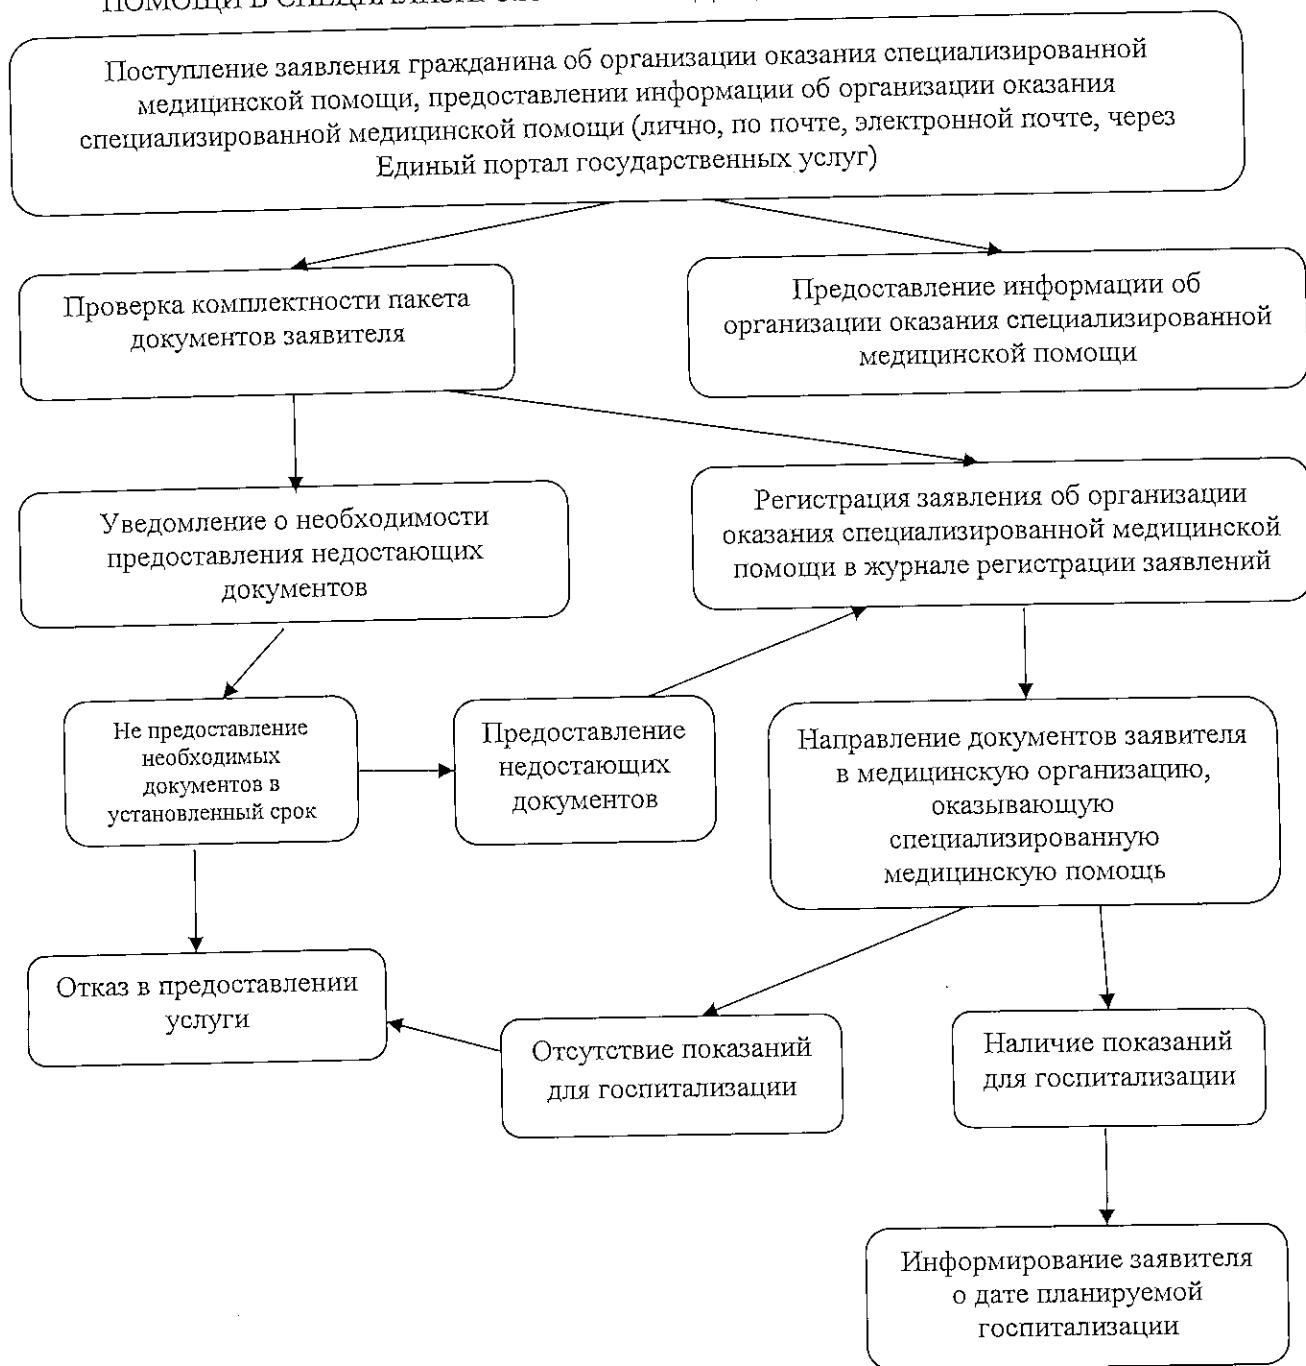 ПОМОЩИ В
Поступление заявления гражданина об организации оказания специализированной
медицинской помощи, предоставлении информации об организации оказания
специализированной медицинской помощи (лично, по почте, электронной почте, через
Единый портал государственных услуг)
Проверка комплектности пакета
документов заявителя
Предоставление информации об
организации оказания специализированной
медицинской помощи
Уведомление о необходимости
предоставления недостающих
документов
Регистрация заявления об организации
оказания специализированной медицинской
помощи в журнале регистрации заявлений
Не предоставление
необходимых
документов в
установленный срок
Предоставление
недостающих
документов
Направление документов заявителя
в медицинскую организацию,
оказывающую
специализированную
медицинскую помощь
Отказ в предоставлении
услуги
Отсутствие показаний
для госпитализации
Наличие показаний
для госпитализации
Информирование заявителя
о дате планируемой
госпитализации